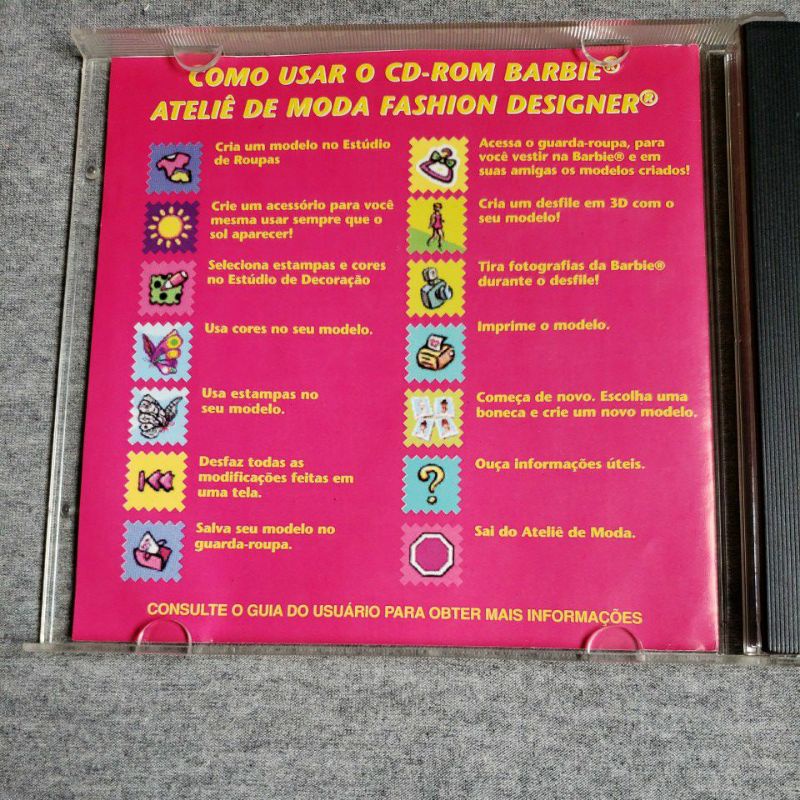 COMO USAR O CD-ROM BARBIE®
ATELIÊ DE MODA FASHION DESIGNER®
Cria um modelo no Estúdio
de Roupas
Crie um acessório para você
mesma usar sempre que o
sol aparecer!
Seleciona estampas e cores
no Estúdio de Decoração
Usa cores no seu modelo.
Usa estampas no
seu modelo.
Desfaz todas as
modificações feitas em
uma tela.
Salva seu modelo no
guarda-roupa.
Acessa o guarda-roupa, para
você vestir na Barbie® e em
suas amigas os modelos criados!
Cria um desfile em 3D com o
seu modelo!
Tira fotografias da Barbie®
durante o desfile!
Imprime o modelo.
Começa de novo. Escolha uma
boneca e crie um novo modelo.
Ouça informações úteis.
Sai do Ateliê de Moda.
CONSULTE O GUIA DO USUÁRIO PARA OBTER MAIS INFORMAÇÕES